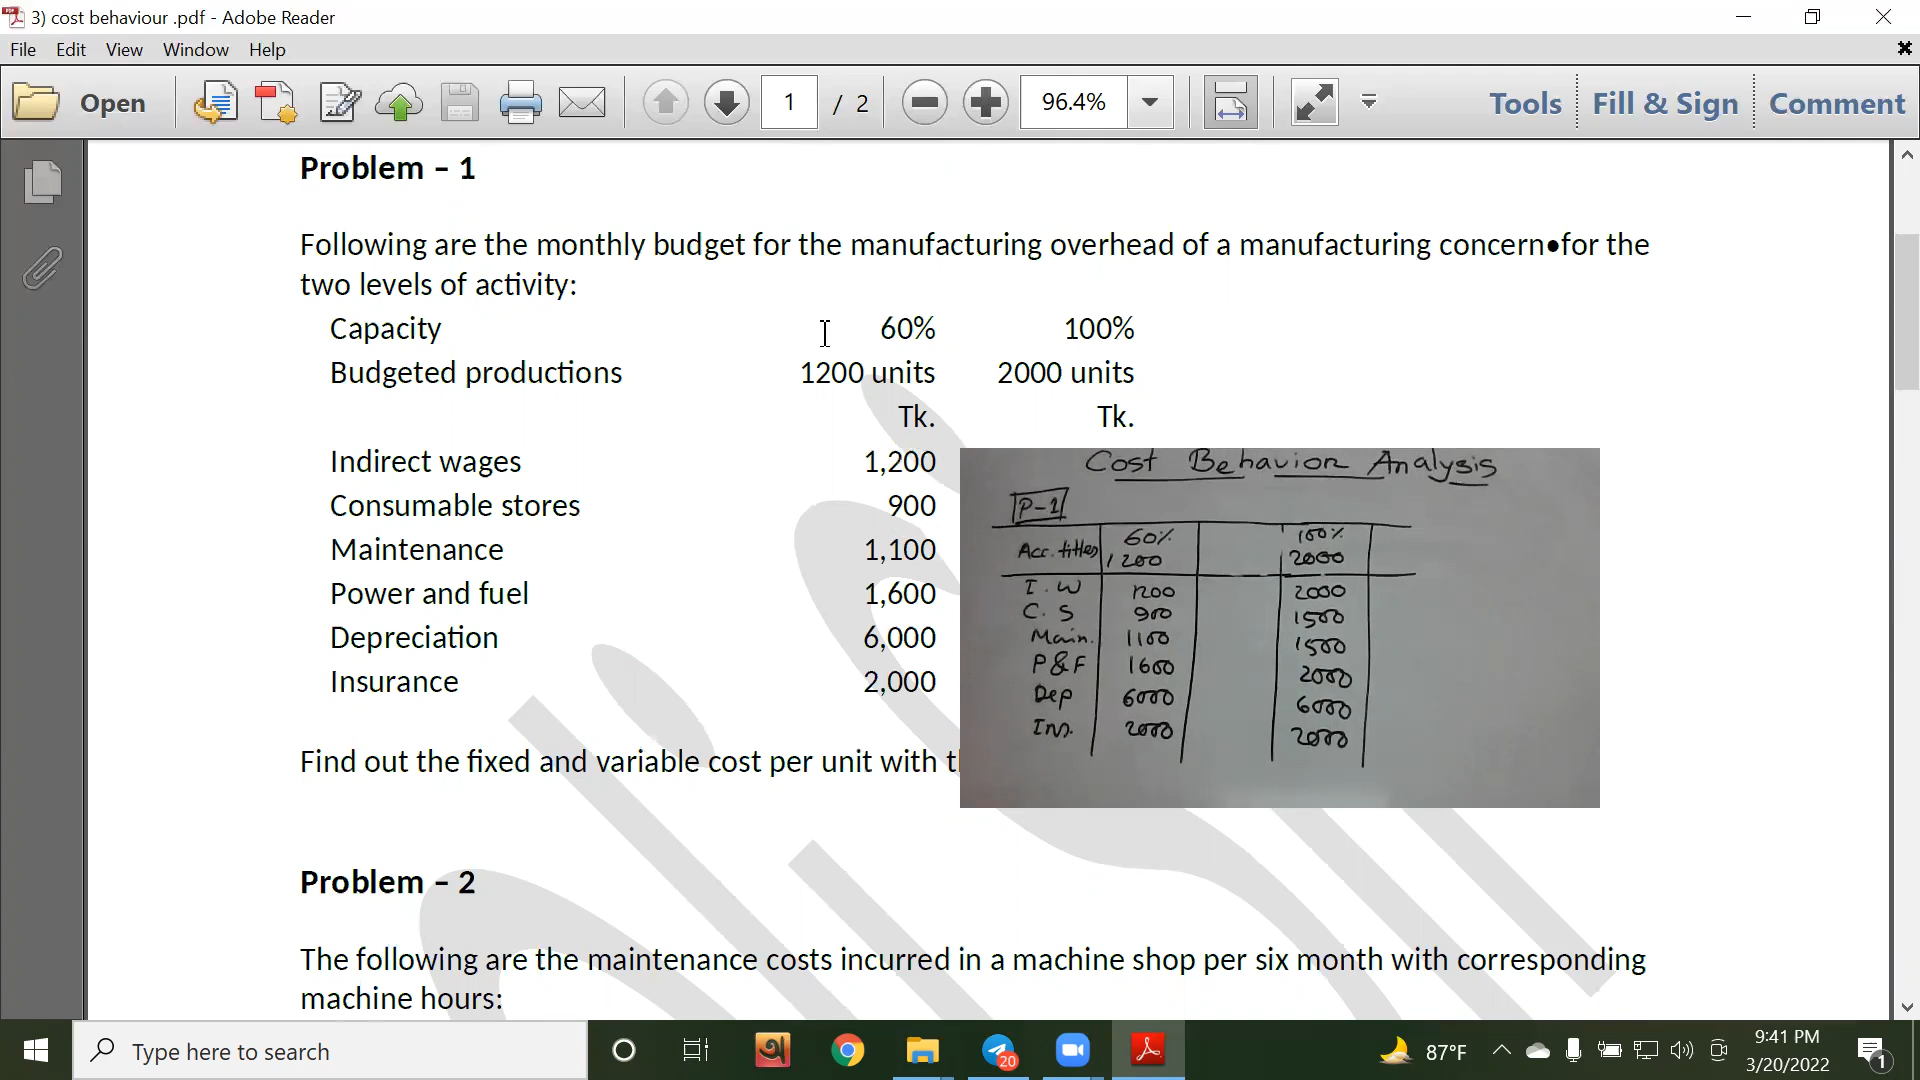 3) cost behaviour .pdf - Adobe Reader
File Edit View Window Help
Open 1 / 2 96.4% Tools Fill & Sign Comment
Problem – 1
Following are the monthly budget for the manufacturing overhead of a manufacturing concern•for the
two levels of activity:
Capacity 60% 100%
Budgeted productions 1200 units 2000 units
Tk. Tk.
Indirect wages 1,200
Consumable stores 900
Maintenance 1,100
Power and fuel 1,600
Depreciation 6,000
Insurance 2,000
Find out the fixed and variable cost per unit with
Cost Behavior Analysis
P-1
Acc. titles 60% 100%
1200 2000
I. W 1200 2000
C. S 900 1500
Main. 1100 1500
P&F 1600 2000
Dep 6000 6000
Ins. 2000 2000
Problem – 2
The following are the maintenance costs incurred in a machine shop per six month with corresponding
machine hours:
Type here to search
20
87°F
9:41 PM
3/20/2022
1